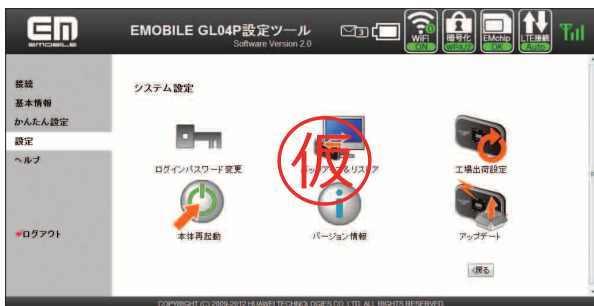 EM
EMOBILE
EMOBILE GL04P設定ツール
Software Version 2.0
3
WiFi
ON
暗号化
WPA/2
EMchip
OK
LTE接続
Auto
接続
基本情報
かんたん設定
設定
ヘルプ
ログアウト
システム設定
ログインパスワード変更
バックアップ&リストア
工場出荷設定
仮
本体再起動
バージョン情報
アップデート
<戻る
COPYRIGHT (C) 2009-2012 HUAWEI TECHNOLOGIES CO.,LTD. ALL RIGHTS RESERVED.